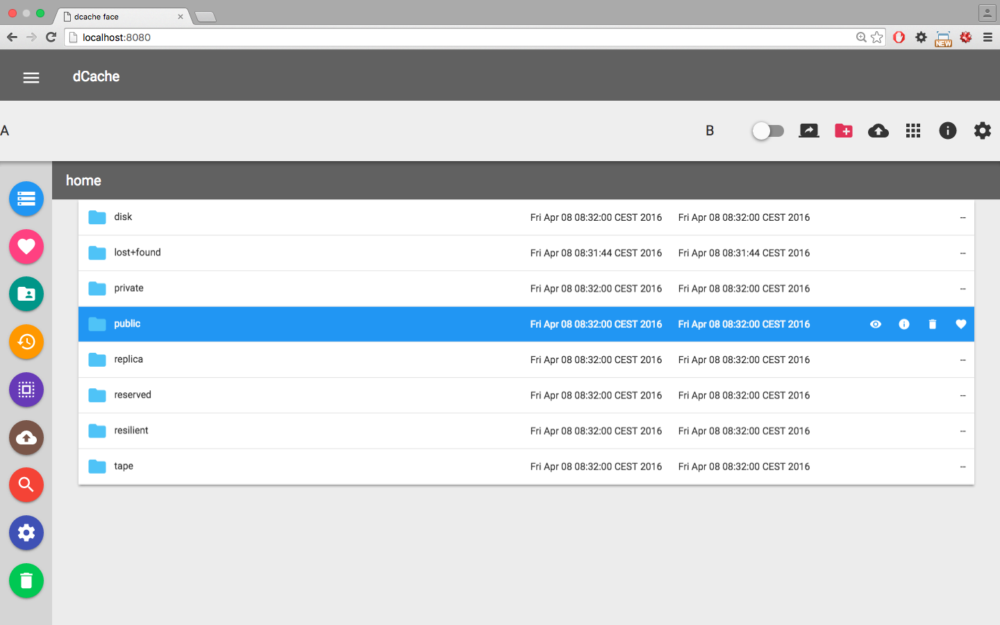 dcache face
localhost:8080
NEW
dCache
A B
home
disk Fri Apr 08 08:32:00 CEST 2016 Fri Apr 08 08:32:00 CEST 2016 --
lost+found Fri Apr 08 08:31:44 CEST 2016 Fri Apr 08 08:31:44 CEST 2016 --
private Fri Apr 08 08:32:00 CEST 2016 Fri Apr 08 08:32:00 CEST 2016 --
public Fri Apr 08 08:32:00 CEST 2016 Fri Apr 08 08:32:00 CEST 2016
replica Fri Apr 08 08:32:00 CEST 2016 Fri Apr 08 08:32:00 CEST 2016 --
reserved Fri Apr 08 08:32:00 CEST 2016 Fri Apr 08 08:32:00 CEST 2016 --
resilient Fri Apr 08 08:32:00 CEST 2016 Fri Apr 08 08:32:00 CEST 2016 --
tape Fri Apr 08 08:32:00 CEST 2016 Fri Apr 08 08:32:00 CEST 2016 --